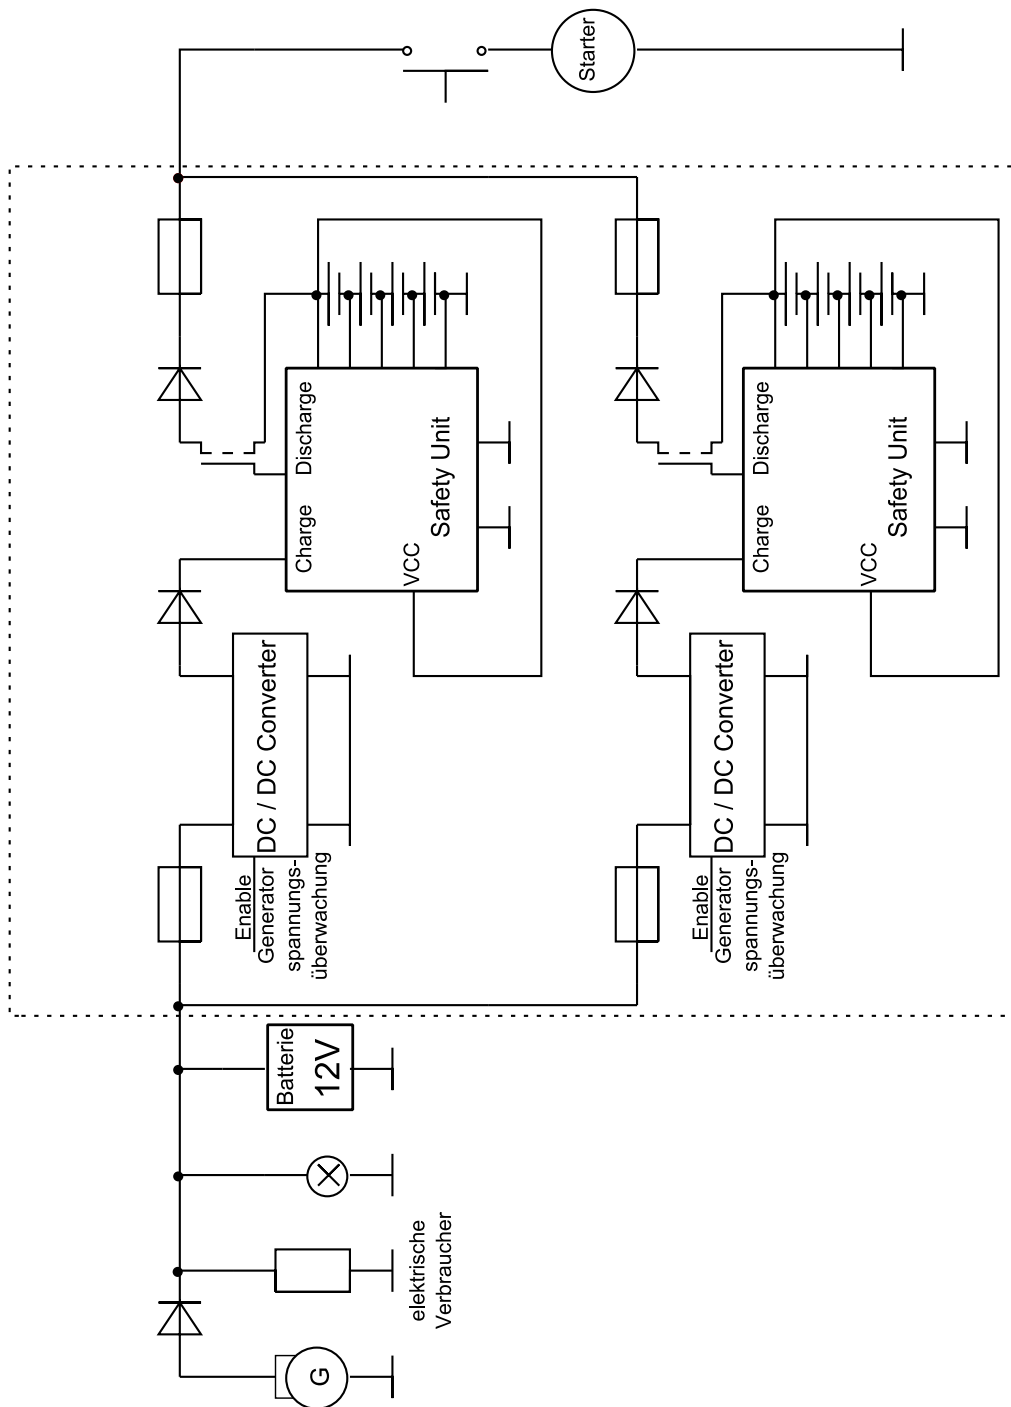 Starter
Discharge
Charge
Safety Unit
VCC
DC / DC Converter
Enable
Generator
spannungs-
überwachung
Discharge
Charge
Safety Unit
VCC
DC / DC Converter
Enable
Generator
spannungs-
überwachung
Batterie
12V
elektrische
Verbraucher
G